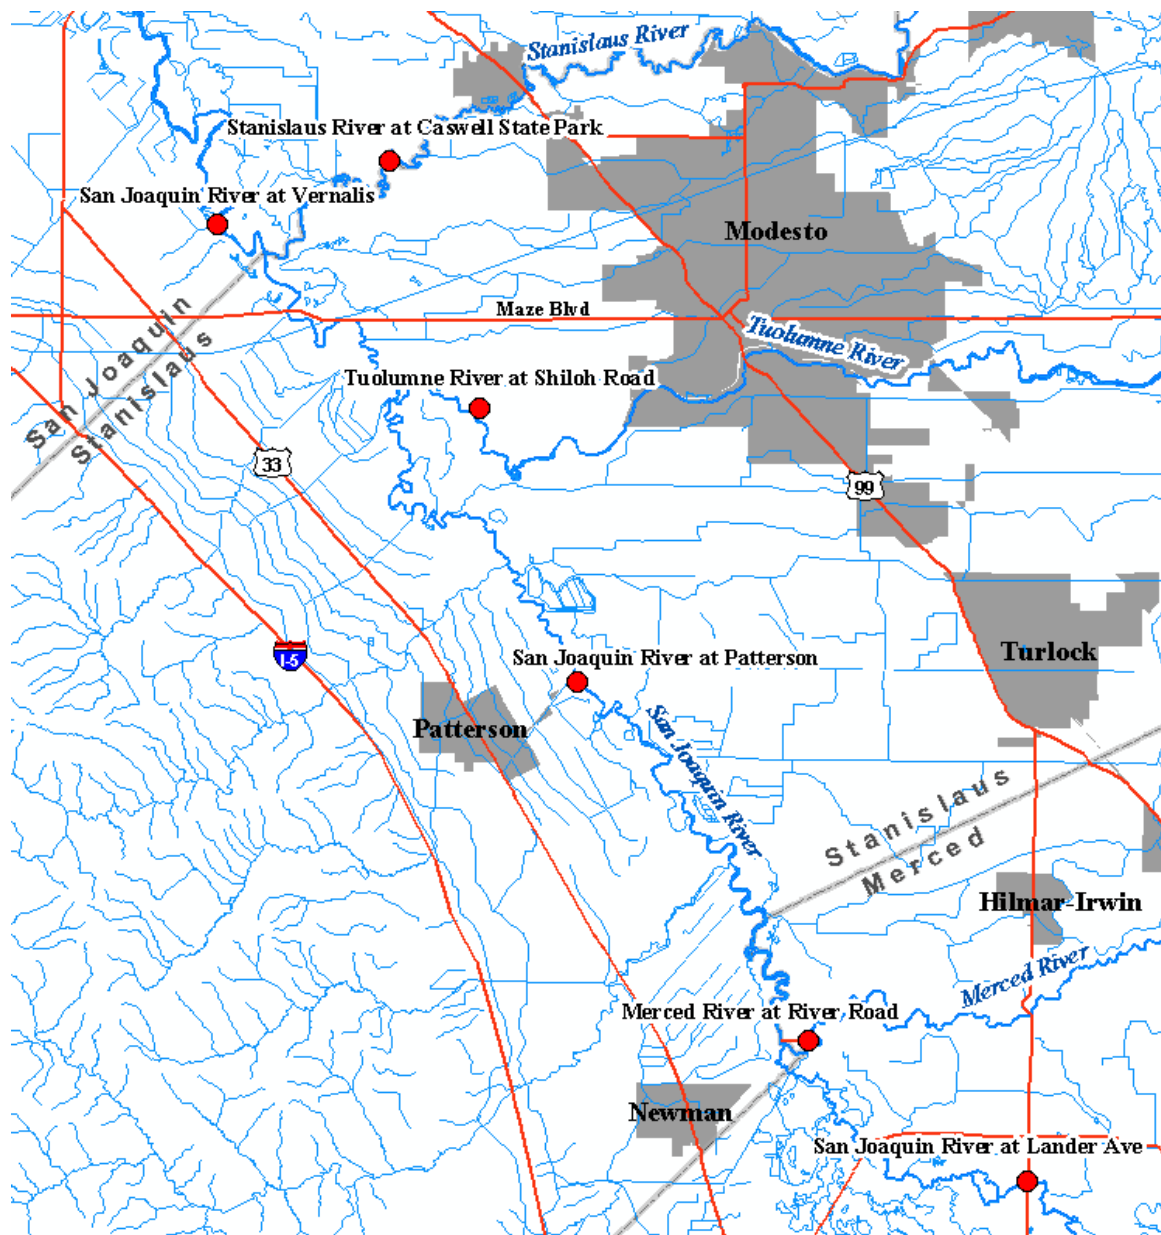 Stanislaus River
Stanislaus River at Caswell State Park
San Joaquin River at Vernalis
Modesto
Maze Blvd
Tuolumne River
San Joaquin
Stanislaus
Tuolumne River at Shiloh Road
33
99
I-5
San Joaquin River at Patterson
Turlock
Patterson
San Joaquin River
Stanislaus
Merced
Hilmar-Irwin
Merced River
Merced River at River Road
Newman
San Joaquin River at Lander Ave